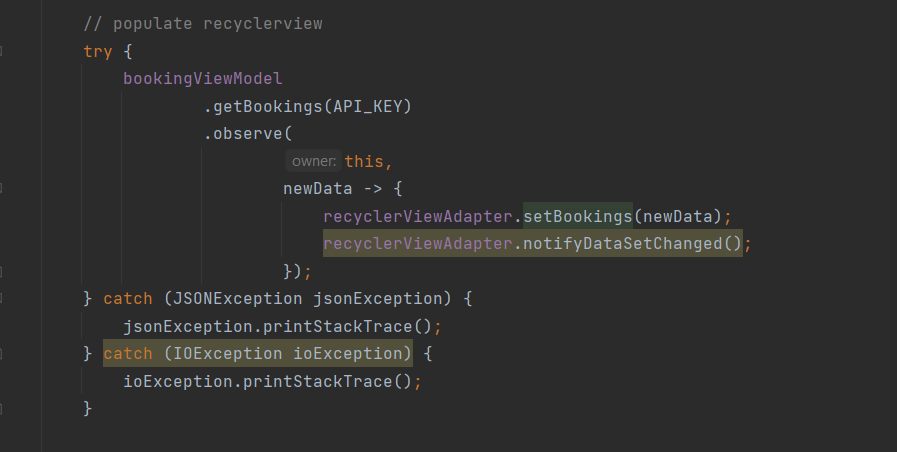 // populate recyclerview
try {
bookingViewModel
.getBookings(API_KEY)
.observe(
owner: this,
newData -> {
recyclerViewAdapter.setBookings(newData);
recyclerViewAdapter.notifyDataSetChanged();
});
} catch (JSONException jsonException) {
jsonException.printStackTrace();
} catch (IOException ioException) {
ioException.printStackTrace();
}